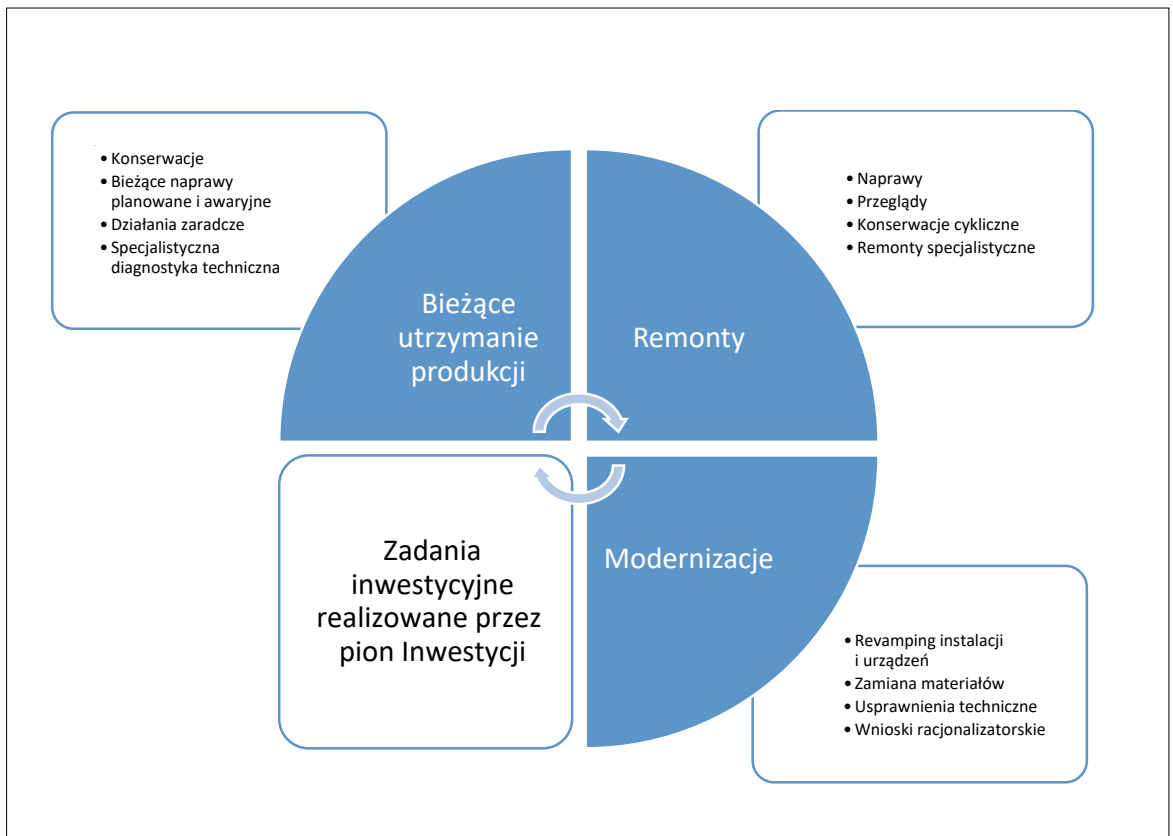 • Konserwacje
• Bieżące naprawy
planowane i awaryjne
• Działania zaradcze
• Specjalistyczna
diagnostyka techniczna
• Naprawy
• Przeglądy
• Konserwacje cykliczne
• Remonty specjalistyczne
Bieżące
utrzymanie
produkcji
Remonty
Zadania
inwestycyjne
realizowane przez
pion Inwestycji
Modernizacje
• Revamping instalacji
i urządzeń
• Zamiana materiałów
• Usprawnienia techniczne
• Wnioski racjonalizatorskie